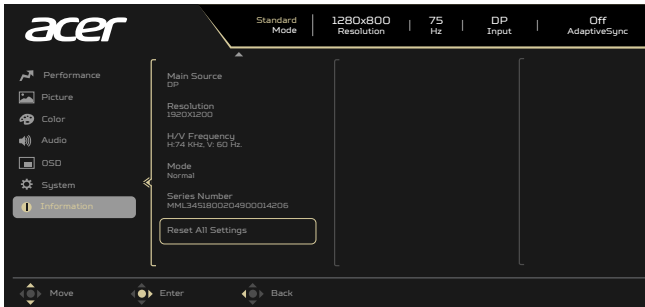 acer
Standard Mode
1280x800 Resolution
75 Hz
DP Input
Off AdaptiveSync
Performance
Picture
Color
Audio
OSD
System
Information
Main Source
DP
Resolution
1920X1200
H/V Frequency
H:74 KHz, V: 60 Hz.
Mode
Normal
Series Number
MML3451800204900014206
Reset All Settings
Move
Enter
Back